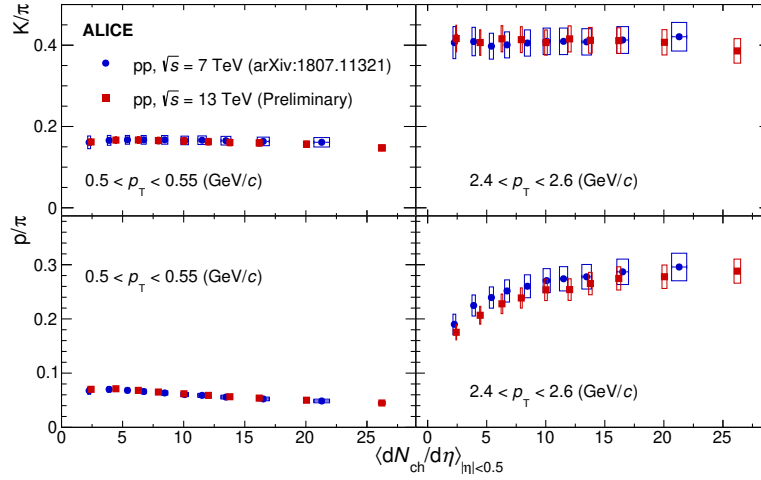 K/π
ALICE
pp, √s = 7 TeV (arXiv:1807.11321)
pp, √s = 13 TeV (Preliminary)
0.4
0.2
0.0
0.5 < p_T < 0.55 (GeV/c)
2.4 < p_T < 2.6 (GeV/c)
p/π
0.3
0.2
0.1
0.0
0.5 < p_T < 0.55 (GeV/c)
2.4 < p_T < 2.6 (GeV/c)
0 5 10 15 20 25 0 5 10 15 20 25
⟨dN_ch/dη⟩_|η|<0.5